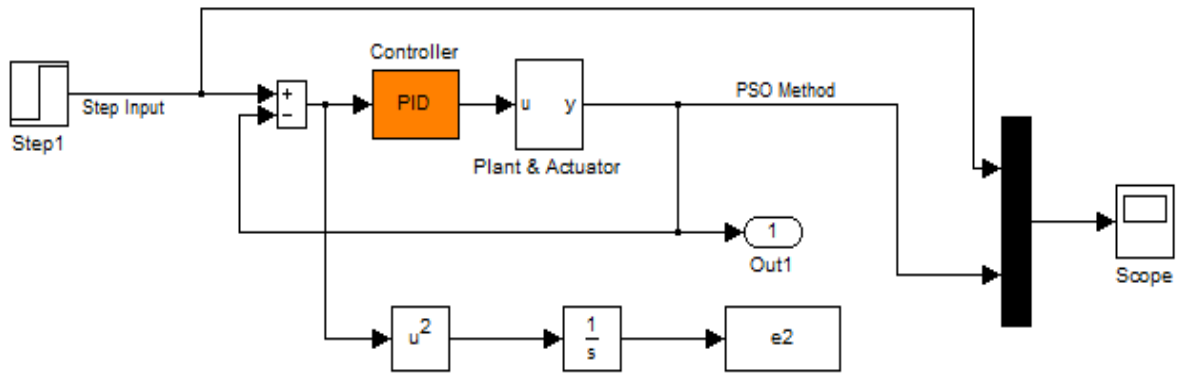 Controller
PID
u y
PSO Method
+
−
Step Input
Step1
Plant & Actuator
1
Out1
Scope
u2
1
s
e2